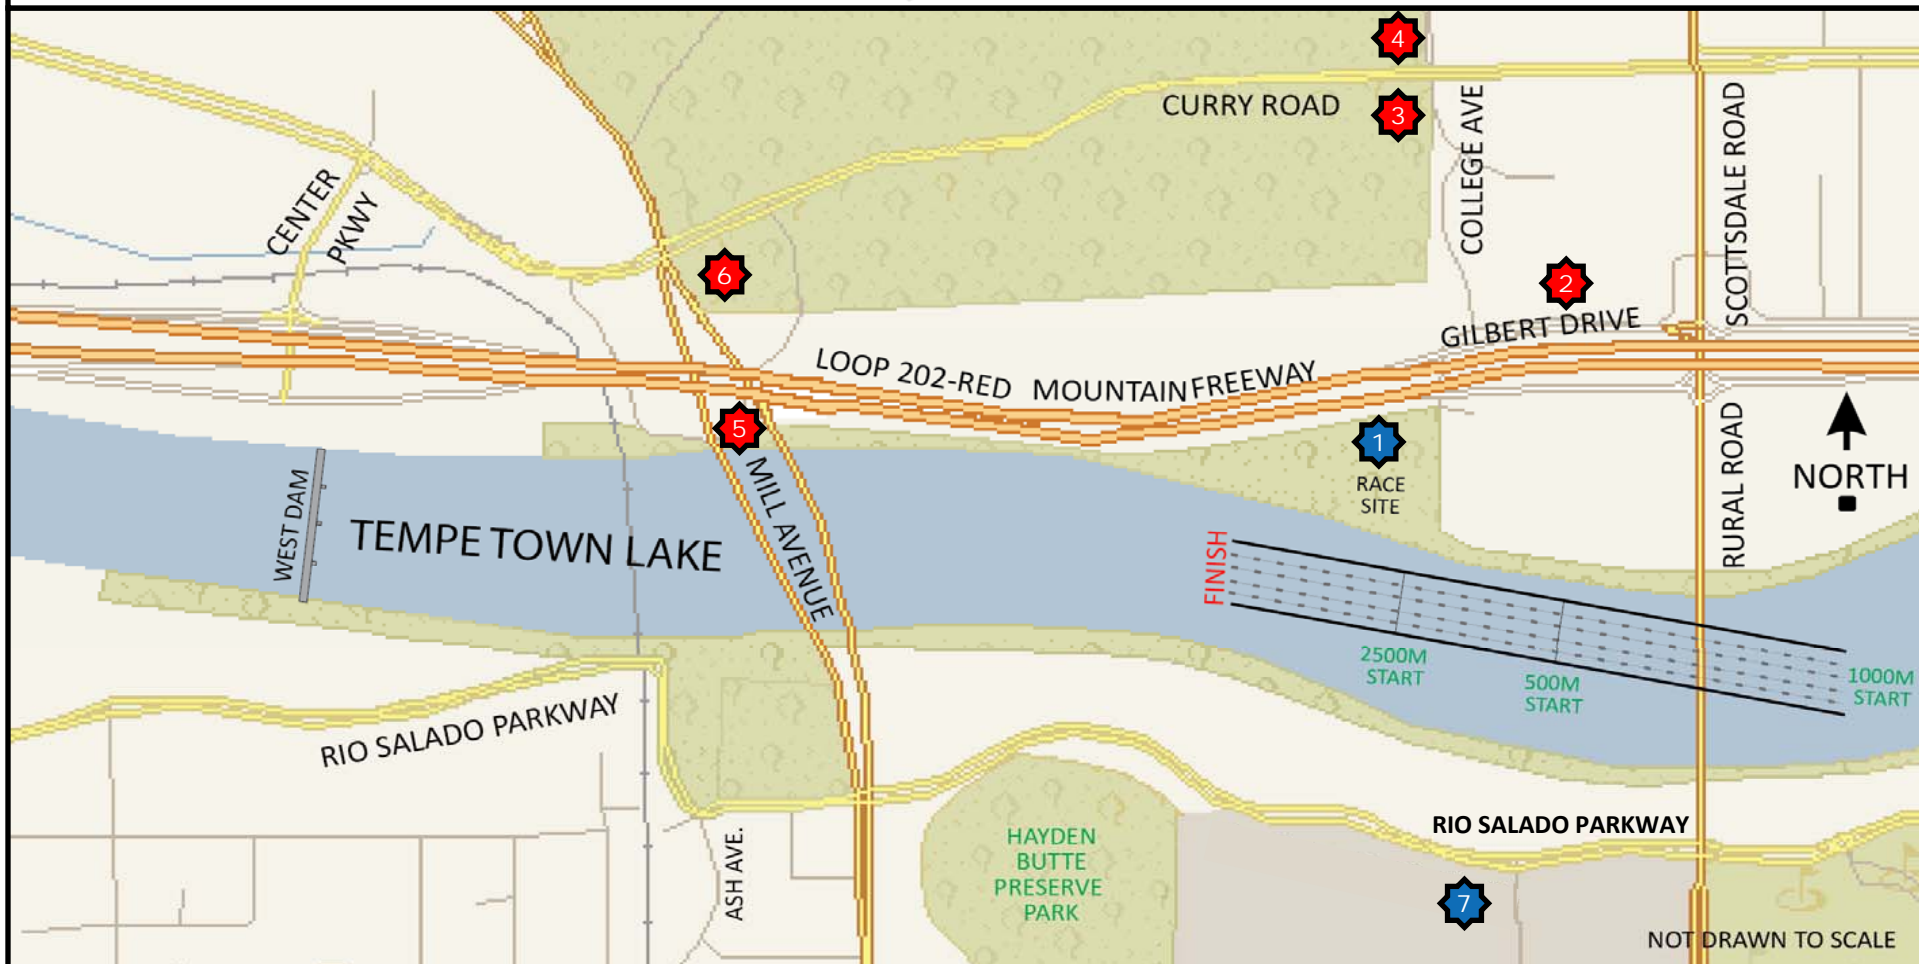 4
CURRY ROAD
3
COLLEGE AVE
SCOTTSDALE ROAD
CENTER
PKWY
6
2
GILBERT DRIVE
LOOP 202-RED MOUNTAIN FREEWAY
5
1
RACE
SITE
NORTH
RURAL ROAD
WEST DAM
TEMPE TOWN LAKE
MILL AVENUE
FINISH
2500M
START
500M
START
1000M
START
RIO SALADO PARKWAY
RIO SALADO PARKWAY
ASH AVE.
HAYDEN
BUTTE
PRESERVE
PARK
7
NOT DRAWN TO SCALE